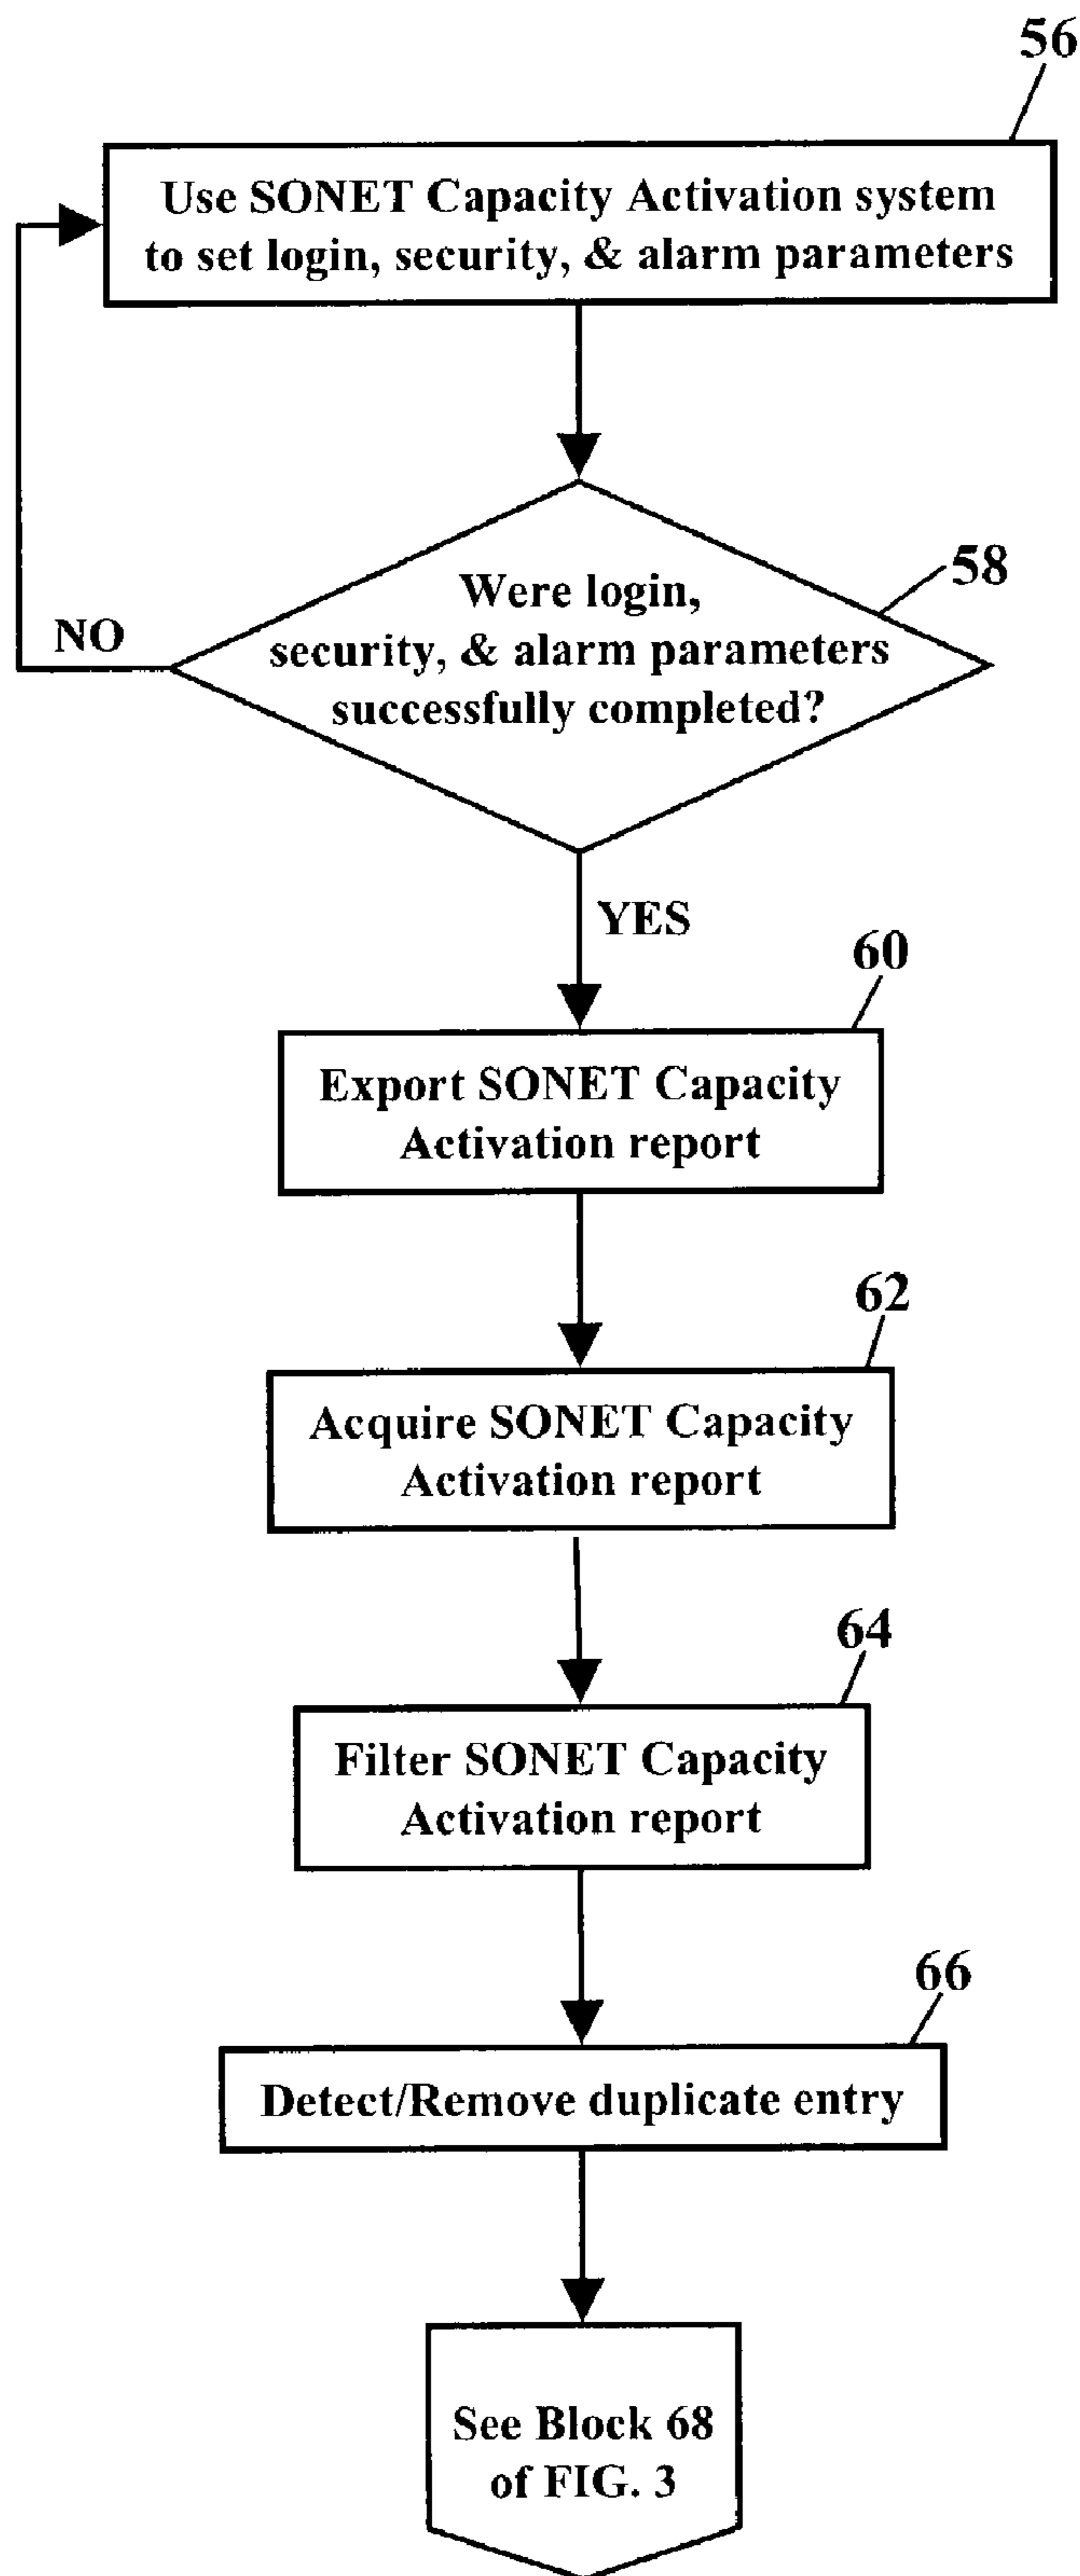 56
Use SONET Capacity Activation system
to set login, security, & alarm parameters
58
Were login,
security, & alarm parameters
successfully completed?
NO
YES
60
Export SONET Capacity
Activation report
62
Acquire SONET Capacity
Activation report
64
Filter SONET Capacity
Activation report
66
Detect/Remove duplicate entry
See Block 68
of FIG. 3